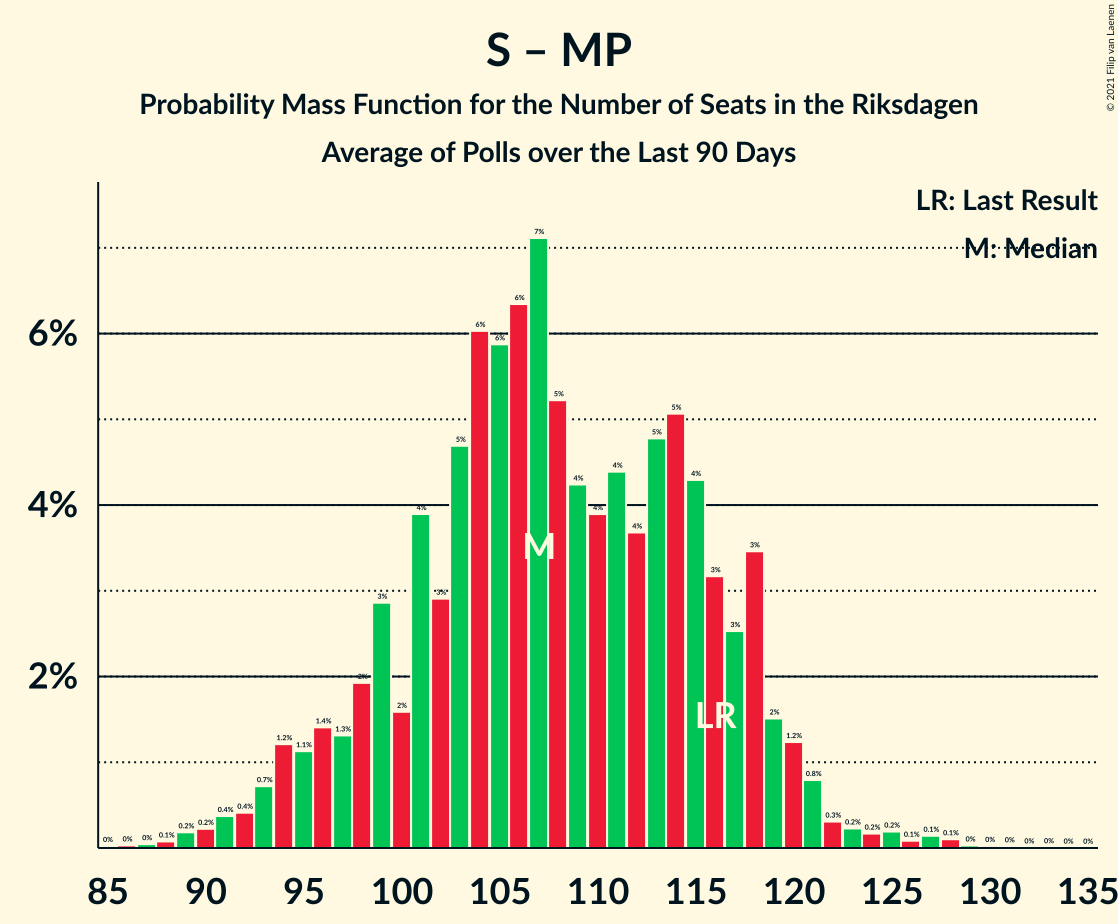 S – MP
Probability Mass Function for the Number of Seats in the Riksdagen
Average of Polls over the Last 90 Days
© 2021 Filip van Laenen
LR: Last Result
M: Median
6%
4%
2%
0% 0% 0% 0.1% 0.2% 0.2% 0.4% 0.4% 0.7% 1.2% 1.1% 1.4% 1.3% 2% 3% 2% 4% 3% 5% 6% 6% 6% 7% 5% 4% 4% 4% 4% 5% 5% 4% 3% 3% 3% 2% 1.2% 0.8% 0.3% 0.2% 0.2% 0.2% 0.1% 0.1% 0.1% 0% 0% 0% 0% 0% 0% 0%
M
LR
85 90 95 100 105 110 115 120 125 130 135